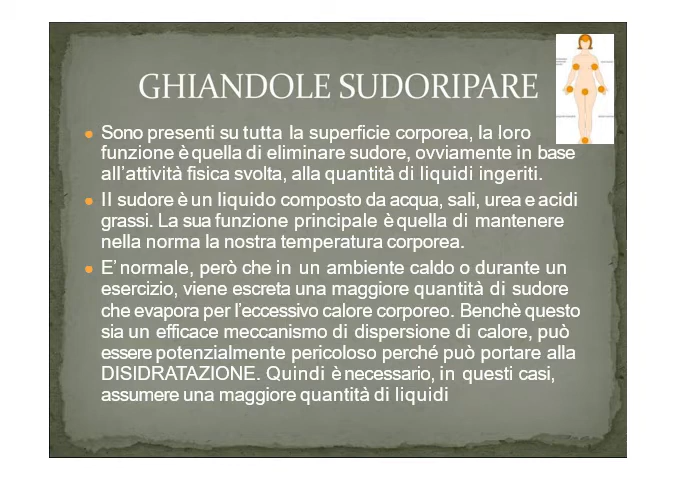 GHIANDOLE SUDORIPARE
• Sono presenti su tutta la superficie corporea, la loro
funzione è quella di eliminare sudore, ovviamente in base
all'attività fisica svolta, alla quantità di liquidi ingeriti.
• Il sudore è un liquido composto da acqua, sali, urea e acidi
grassi. La sua funzione principale è quella di mantenere
nella norma la nostra temperatura corporea.
• E' normale, però che in un ambiente caldo o durante un
esercizio, viene escreta una maggiore quantità di sudore
che evapora per l'eccessivo calore corporeo. Benchè questo
sia un efficace meccanismo di dispersione di calore, può
essere potenzialmente pericoloso perché può portare alla
DISIDRATAZIONE. Quindi è necessario, in questi casi,
assumere una maggiore quantità di liquidi